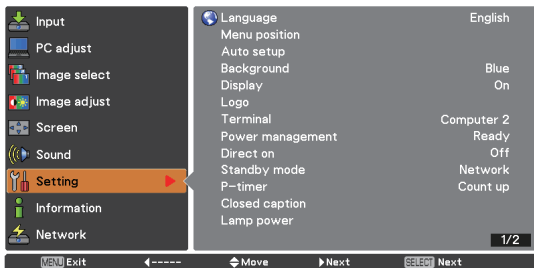 Input
PC adjust
Image select
Image adjust
Screen
Sound
Setting
Information
Network
Language English
Menu position
Auto setup
Background Blue
Display On
Logo
Terminal Computer 2
Power management Ready
Direct on Off
Standby mode Network
P-timer Count up
Closed caption
Lamp power
1/2
MENU Exit ----- Move Next SELECT Next